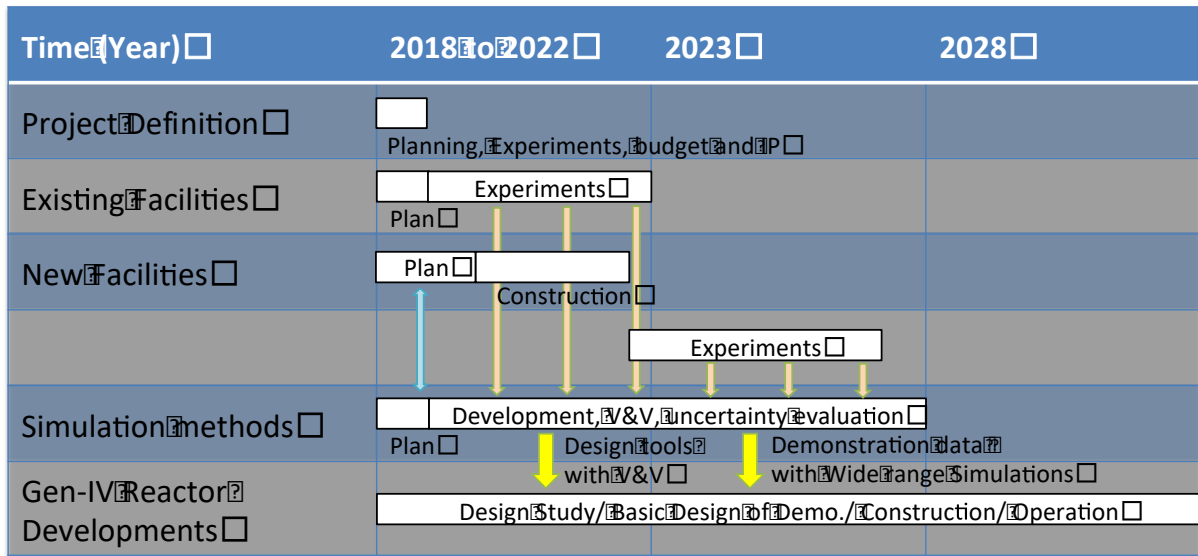 Time (Year)
2018 to 2022
2023
2028
Project Definition
Planning, Experiments, budget and IP
Existing Facilities
Experiments
Plan
New Facilities
Plan
Construction
Experiments
Simulation methods
Development, V&V, uncertainty evaluation
Plan
Design tools
with V&V
Demonstration data
with Wide range Simulations
Gen-IV Reactor
Developments
Design Study/ Basic Design of Demo./ Construction/ Operation